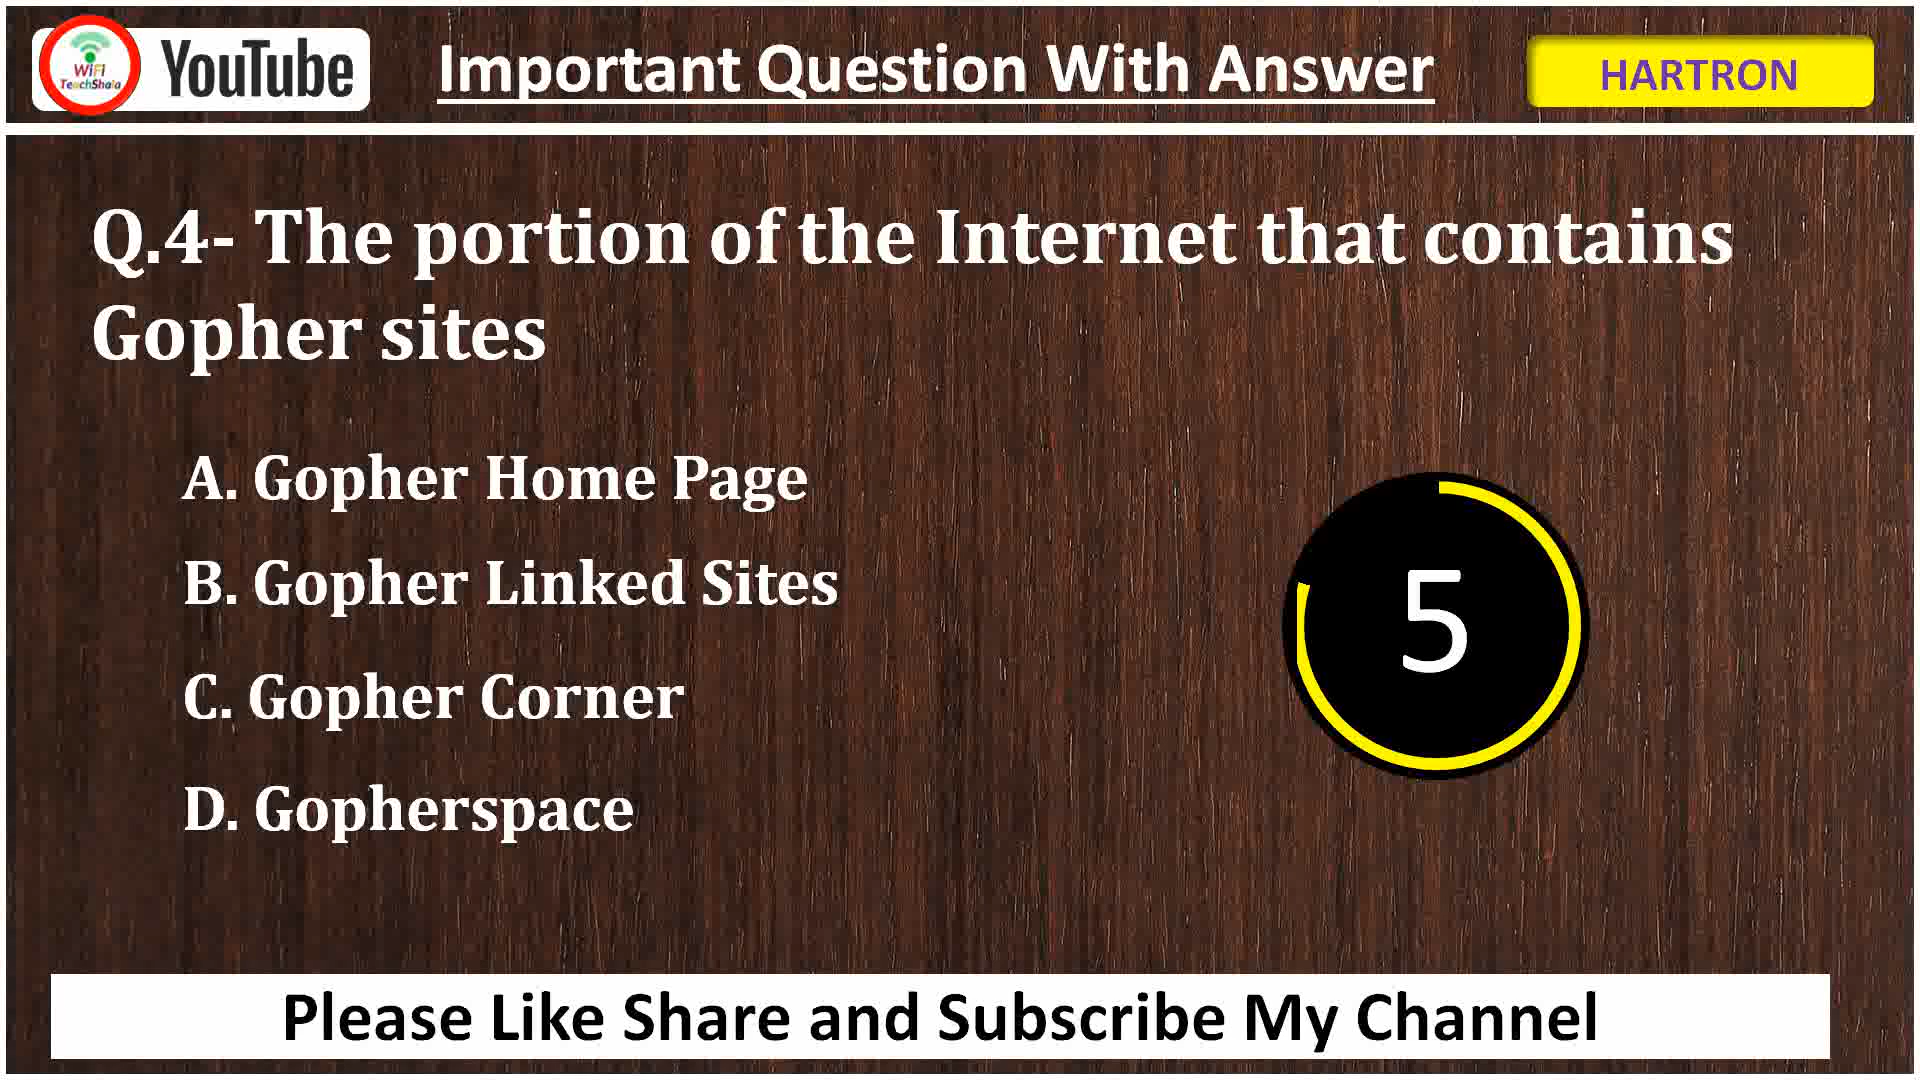 WiFi
TeachShala
YouTube
Important Question With Answer
HARTRON
Q.4- The portion of the Internet that contains
Gopher sites
A. Gopher Home Page
B. Gopher Linked Sites
C. Gopher Corner
D. Gopherspace
5
Please Like Share and Subscribe My Channel